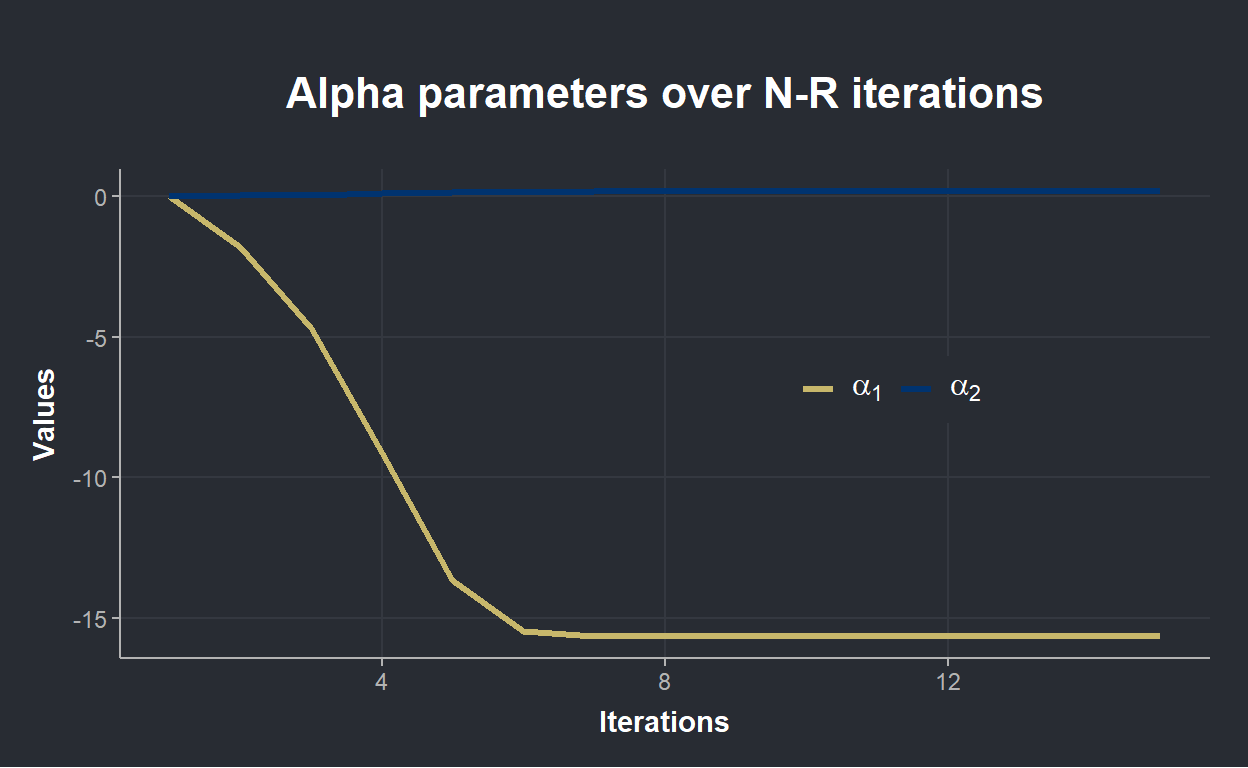 Alpha parameters over N-R iterations
Values
0
-5
-10
-15
α₁ α₂
4 8 12
Iterations